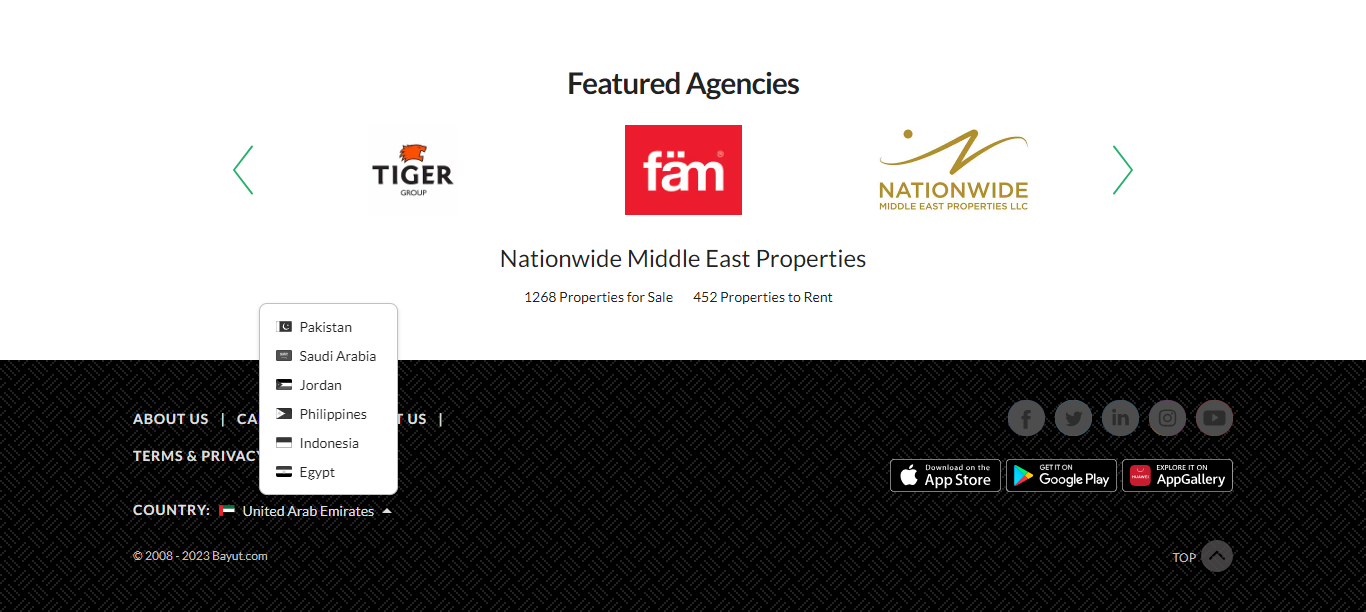 Featured Agencies
TIGER
GROUP
fäm
NATIONWIDE
MIDDLE EAST PROPERTIES LLC
Nationwide Middle East Properties
1268 Properties for Sale 452 Properties to Rent
Pakistan
Saudi Arabia
Jordan
Philippines
Indonesia
Egypt
ABOUT US | CA T US |
TERMS & PRIVACY
COUNTRY: United Arab Emirates
© 2008 - 2023 Bayut.com
Download on the
App Store
GET IT ON
Google Play
HUAWEI
EXPLORE IT ON
AppGallery
TOP